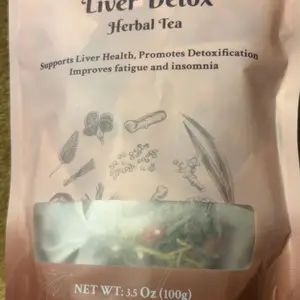 Liver Detox
Herbal Tea
Supports Liver Health, Promotes Detoxification
Improves fatigue and insomnia
NET WT: 3.5 Oz (100g)